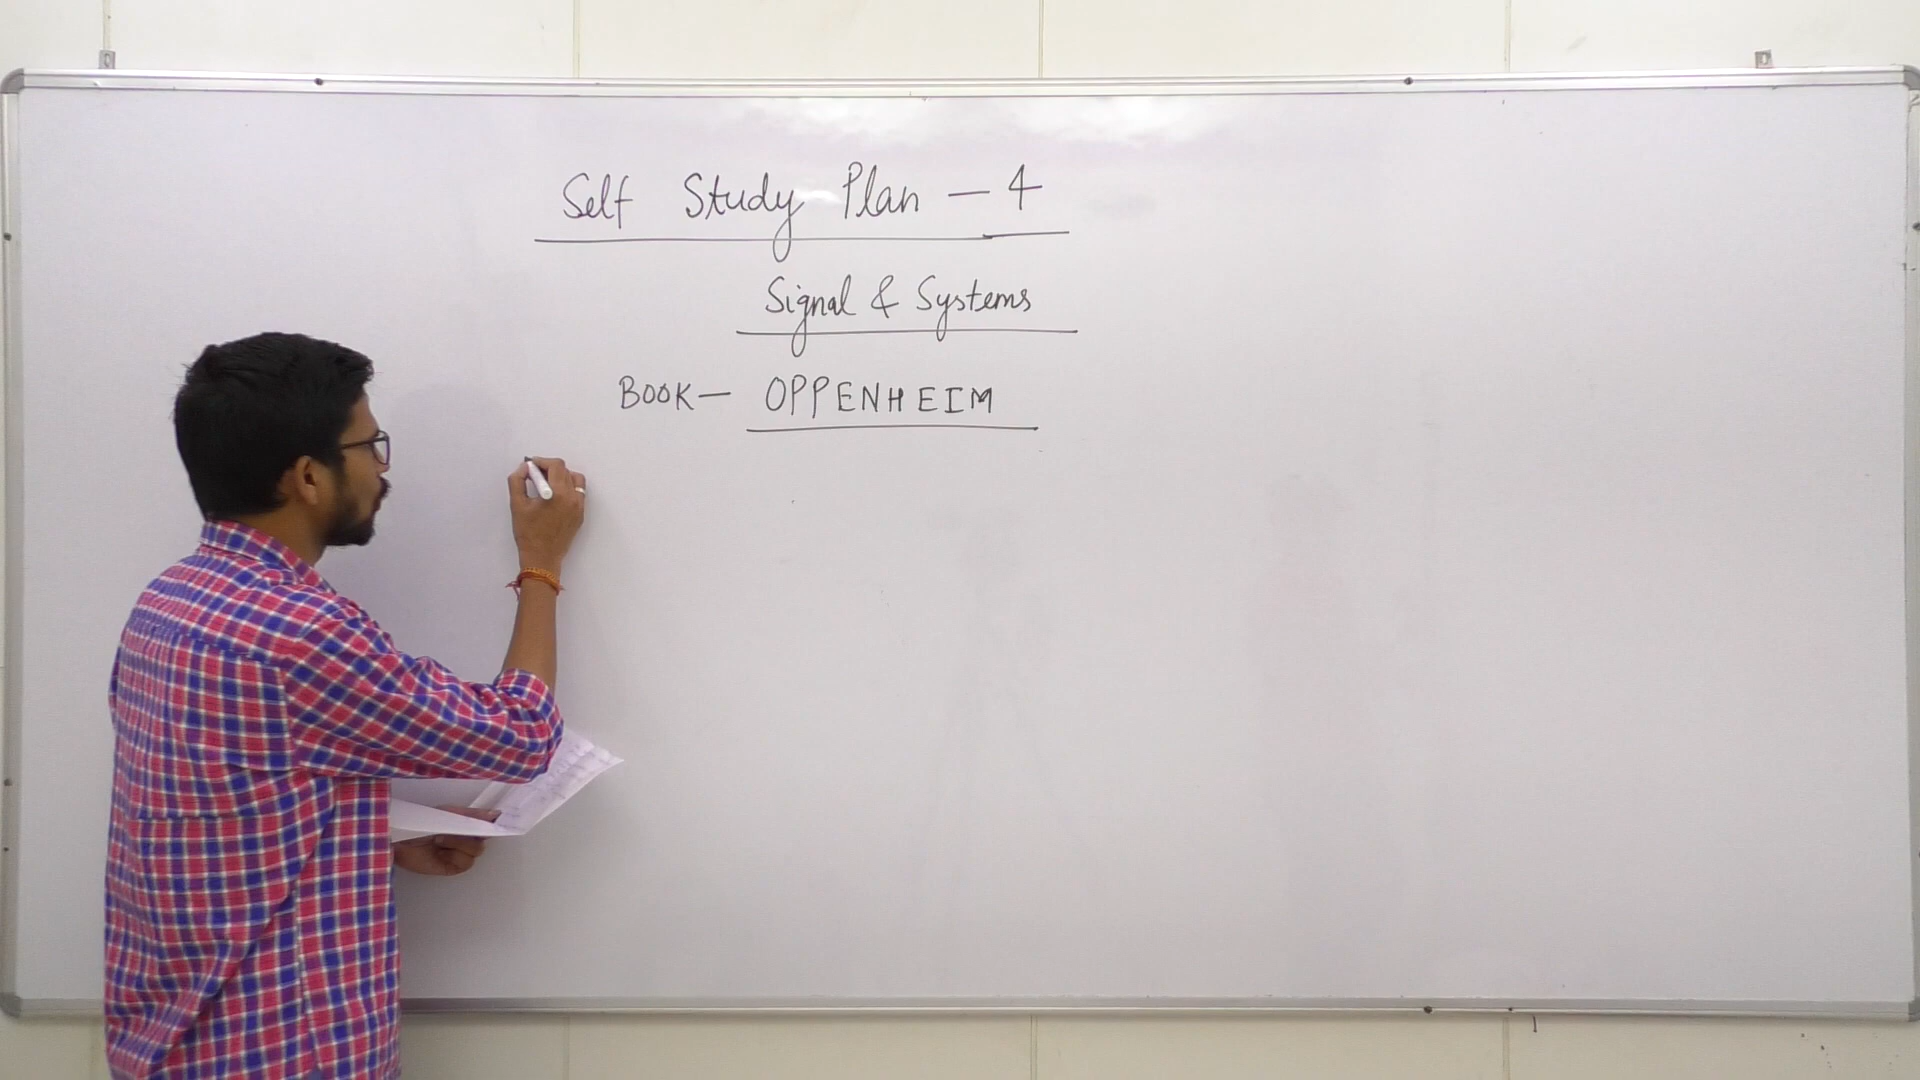 Self Study Plan - 4
Signal & Systems
BOOK - OPPENHEIM